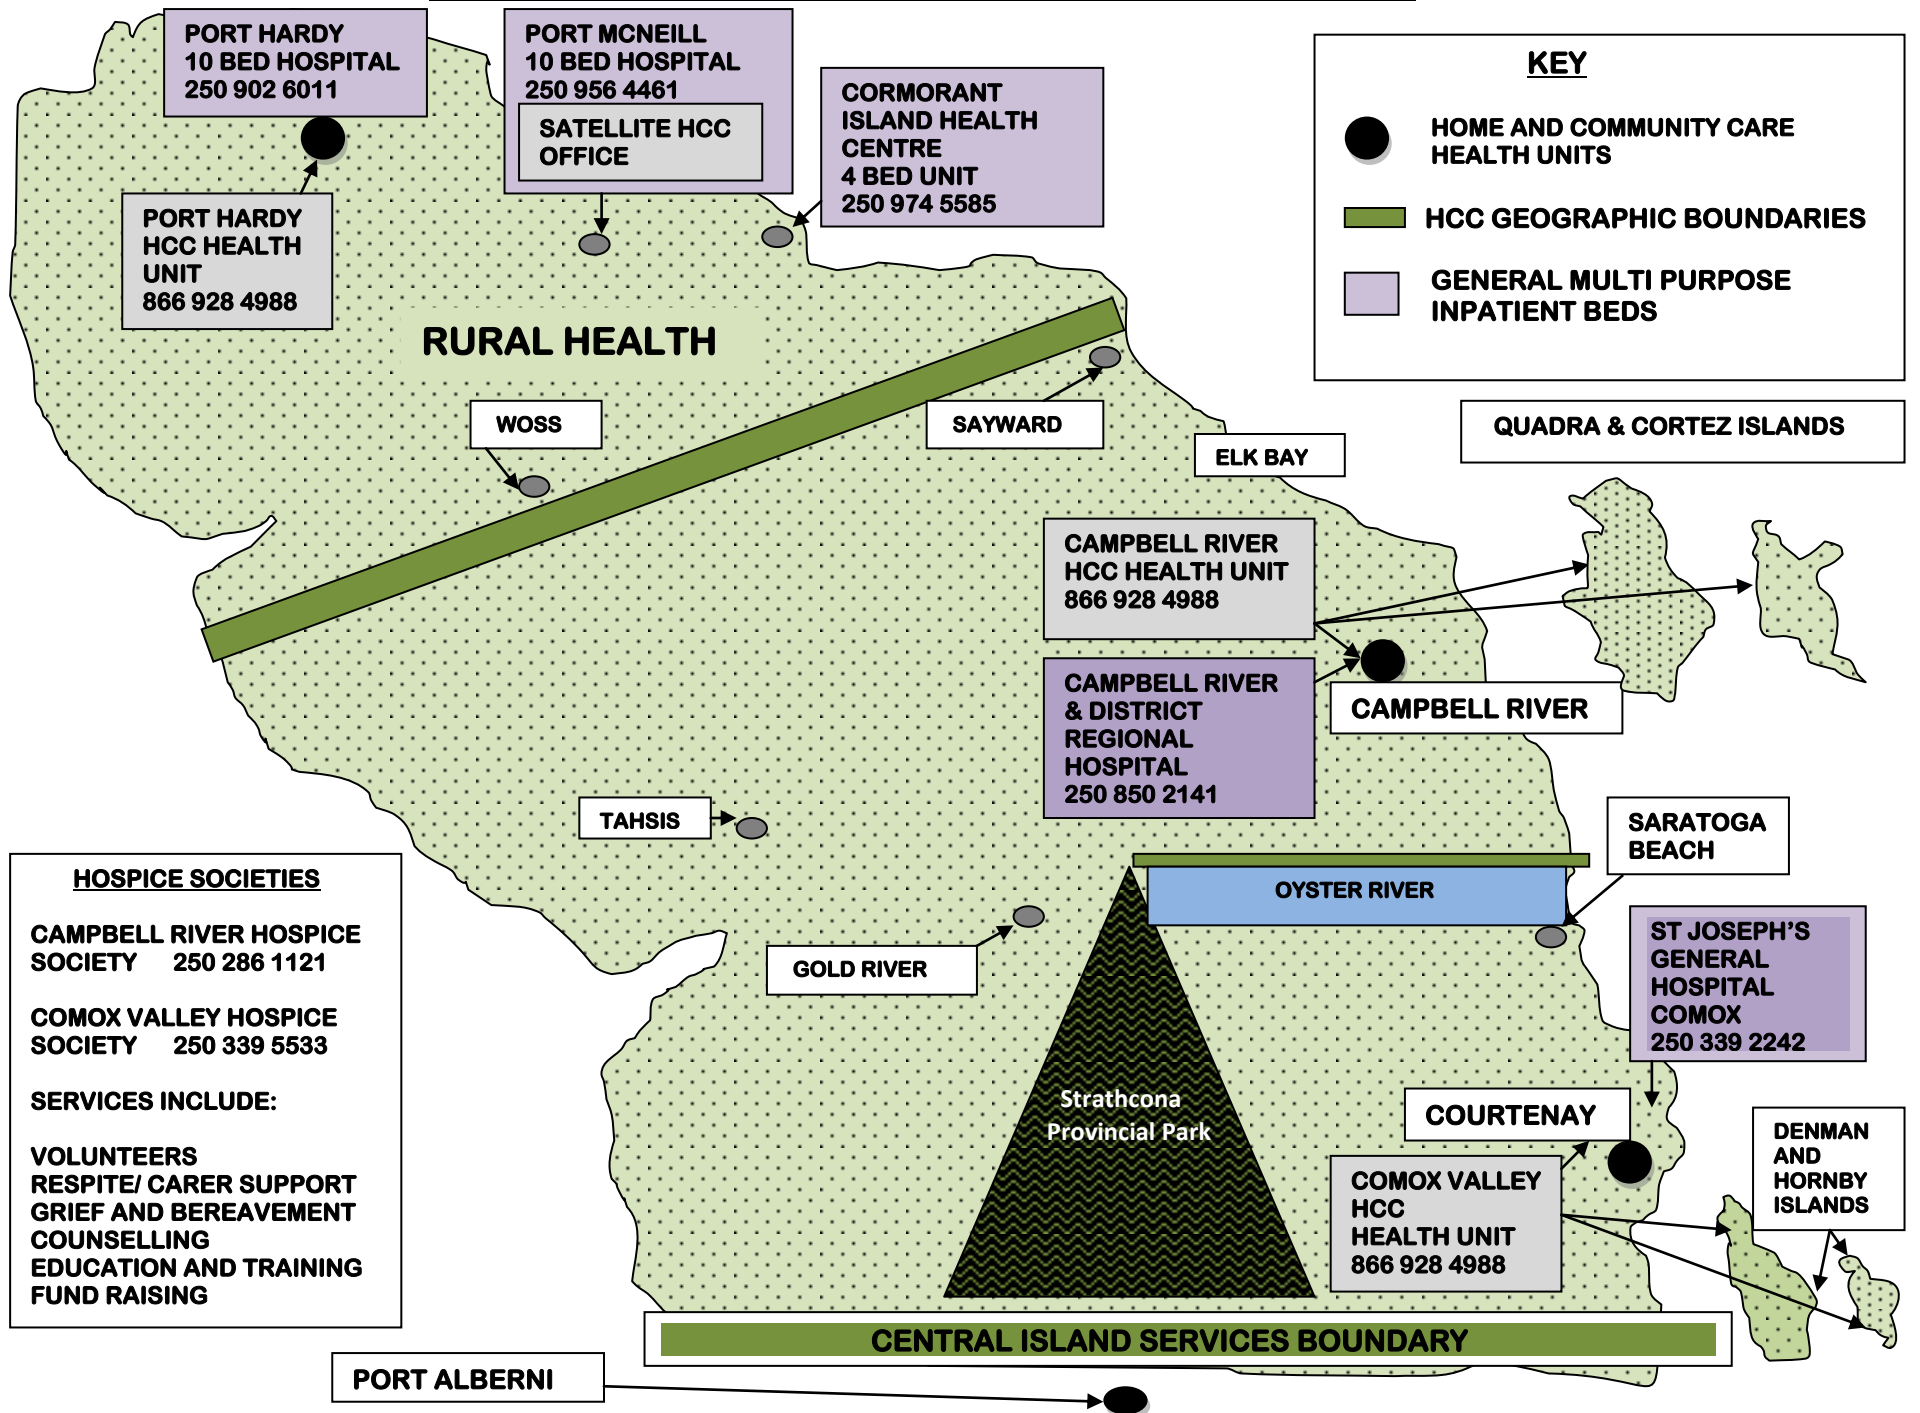 PORT HARDY
10 BED HOSPITAL
250 902 6011
PORT MCNEILL
10 BED HOSPITAL
250 956 4461
SATELLITE HCC
OFFICE
CORMORANT
ISLAND HEALTH
CENTRE
4 BED UNIT
250 974 5585
KEY
HOME AND COMMUNITY CARE
HEALTH UNITS
HCC GEOGRAPHIC BOUNDARIES
GENERAL MULTI PURPOSE
INPATIENT BEDS
PORT HARDY
HCC HEALTH
UNIT
866 928 4988
RURAL HEALTH
WOSS
SAYWARD
ELK BAY
QUADRA & CORTEZ ISLANDS
CAMPBELL RIVER
HCC HEALTH UNIT
866 928 4988
CAMPBELL RIVER
& DISTRICT
REGIONAL
HOSPITAL
250 850 2141
CAMPBELL RIVER
TAHSIS
SARATOGA
BEACH
OYSTER RIVER
GOLD RIVER
ST JOSEPH'S
GENERAL
HOSPITAL
COMOX
250 339 2242
HOSPICE SOCIETIES
CAMPBELL RIVER HOSPICE
SOCIETY 250 286 1121
COMOX VALLEY HOSPICE
SOCIETY 250 339 5533
SERVICES INCLUDE:
VOLUNTEERS
RESPITE/ CARER SUPPORT
GRIEF AND BEREAVEMENT
COUNSELLING
EDUCATION AND TRAINING
FUND RAISING
Strathcona
Provincial Park
COURTENAY
COMOX VALLEY
HCC
HEALTH UNIT
866 928 4988
DENMAN
AND
HORNBY
ISLANDS
CENTRAL ISLAND SERVICES BOUNDARY
PORT ALBERNI